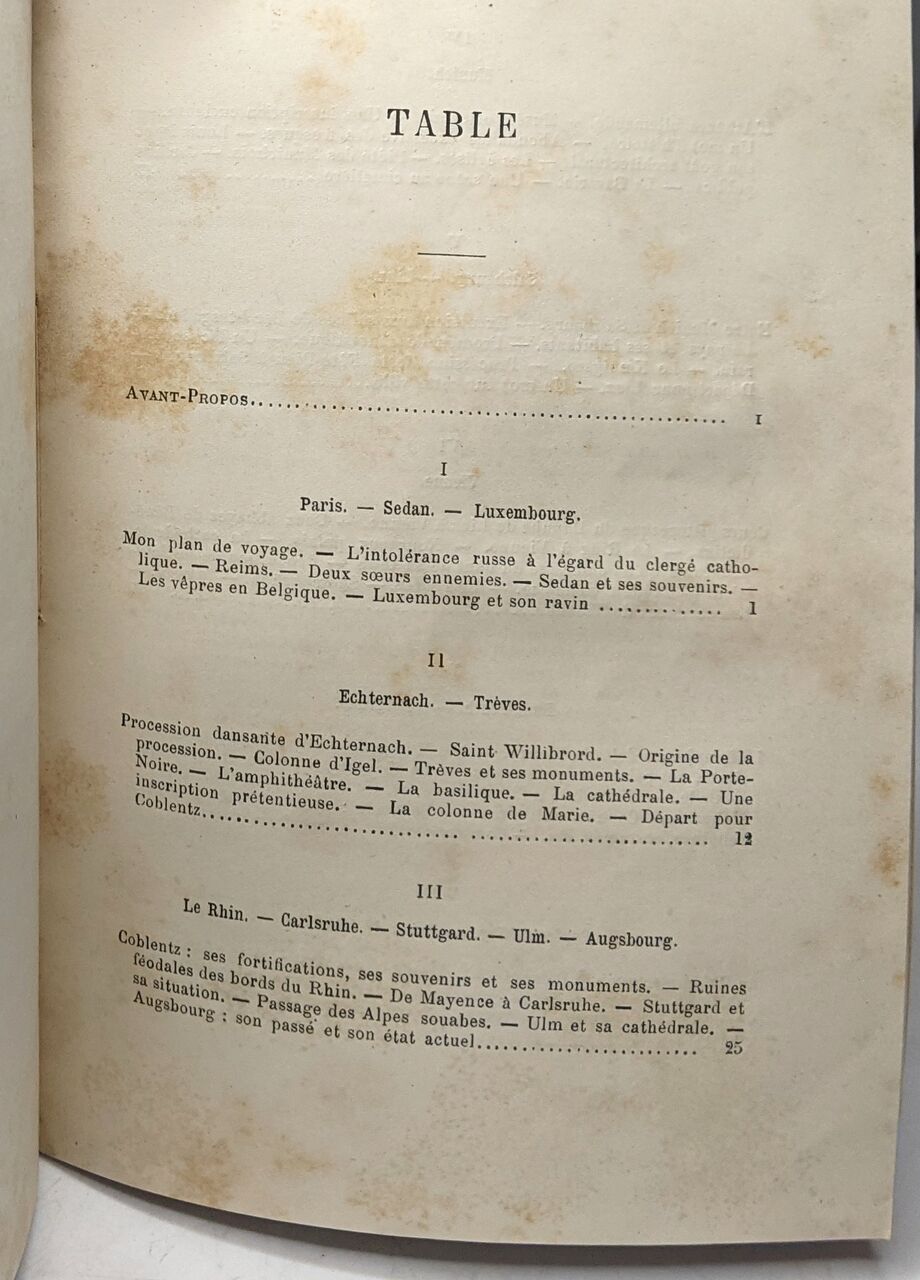 TABLE
AVANT-PROPOS........ I
I
Paris. — Sedan. — Luxembourg.
Mon plan de voyage. — L'intolérance russe à l'égard du clergé catho-
lique. — Reims. — Deux sœurs ennemies. — Sedan et ses souvenirs. —
Les vêpres en Belgique. — Luxembourg et son ravin ............. 1
II
Echternach. — Trèves.
Procession dansante d'Echternach. — Saint Willibrord. — Origine de la
procession. — Colonne d'Igel. — Trèves et ses monuments. — La Porte-
Noire. — L'amphithéâtre. — La basilique. — La cathédrale. — Une
inscription prétentieuse. — La colonne de Marie. — Départ pour
Coblentz........ 12
III
Le Rhin. — Carlsruhe. — Stuttgard. — Ulm. — Augsbourg.
Coblentz : ses fortifications, ses souvenirs et ses monuments. — Ruines
féodales des bords du Rhin. — De Mayence à Carlsruhe. — Stuttgard et
sa situation. — Passage des Alpes souabes. — Ulm et sa cathédrale. —
Augsbourg : son passé et son état actuel........ 25